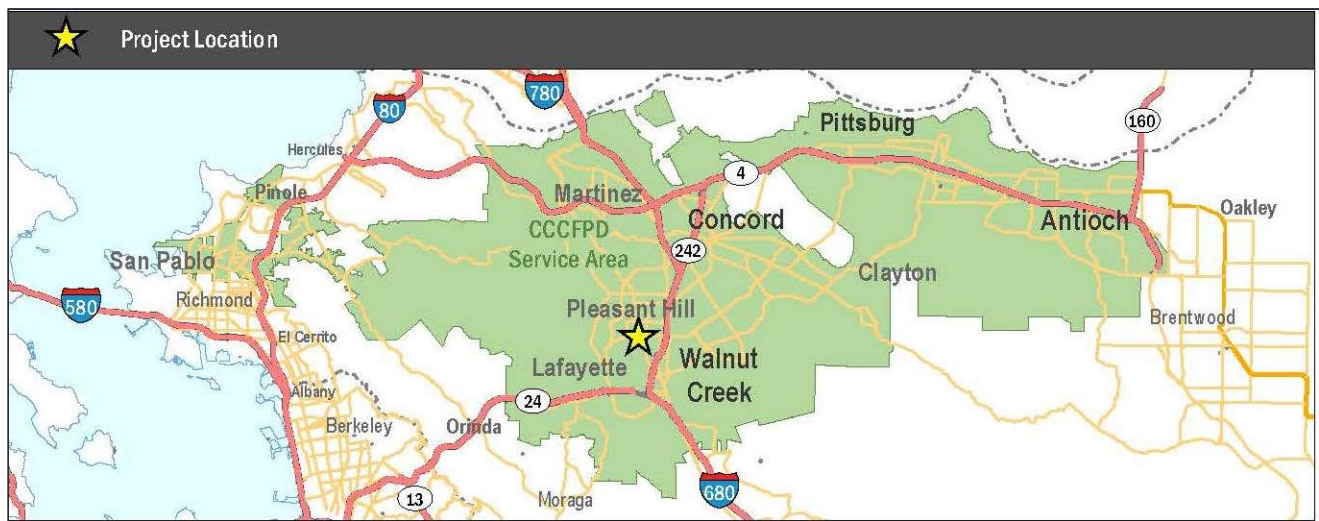 Project Location
80
780
160
Pittsburg
Hercules
4
Pinole
Martinez
Oakley
Concord
Antioch
CCCFPD
Service Area
242
San Pablo
Clayton
Richmond
580
Pleasant Hill
Brentwood
El Cerrito
Walnut
Creek
Lafayette
Albany
24
Berkeley
Orinda
680
13
Moraga